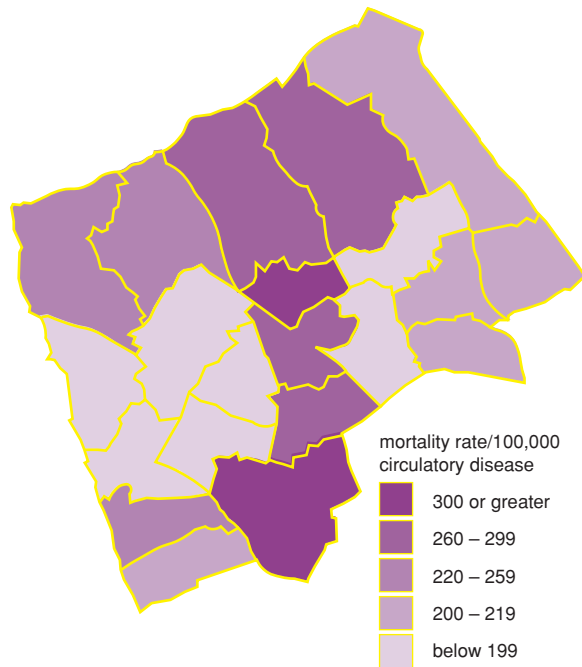 mortality rate/100,000
circulatory disease
300 or greater
260 – 299
220 – 259
200 – 219
below 199